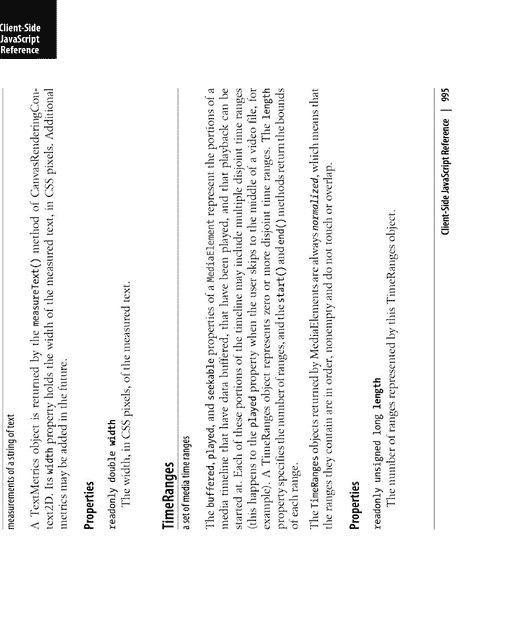 Client-Side
JavaScript
Reference
measurements of a string of text
A TextMetrics object is returned by the measureText() method of CanvasRenderingCon-
text2D. Its width property holds the width of the measured text, in CSS pixels. Additional
metrics may be added in the future.
Properties
readonly double width
The width, in CSS pixels, of the measured text.
TimeRanges
a set of media time ranges
The buffered, played, and seekable properties of a MediaElement represent the portions of a
media timeline that have data buffered, that have been played, and that playback can be
started at. Each of these portions of the timeline may include multiple disjoint time ranges
(this happens to the played property when the user skips to the middle of a video file, for
example). A TimeRanges object represents zero or more disjoint time ranges. The length
property specifies the number of ranges, and the start() and end() methods return the bounds
of each range.
The TimeRanges objects returned by MediaElements are always normalized, which means that
the ranges they contain are in order, nonempty and do not touch or overlap.
Properties
readonly unsigned long length
The number of ranges represented by this TimeRanges object.
Client-Side JavaScript Reference | 995